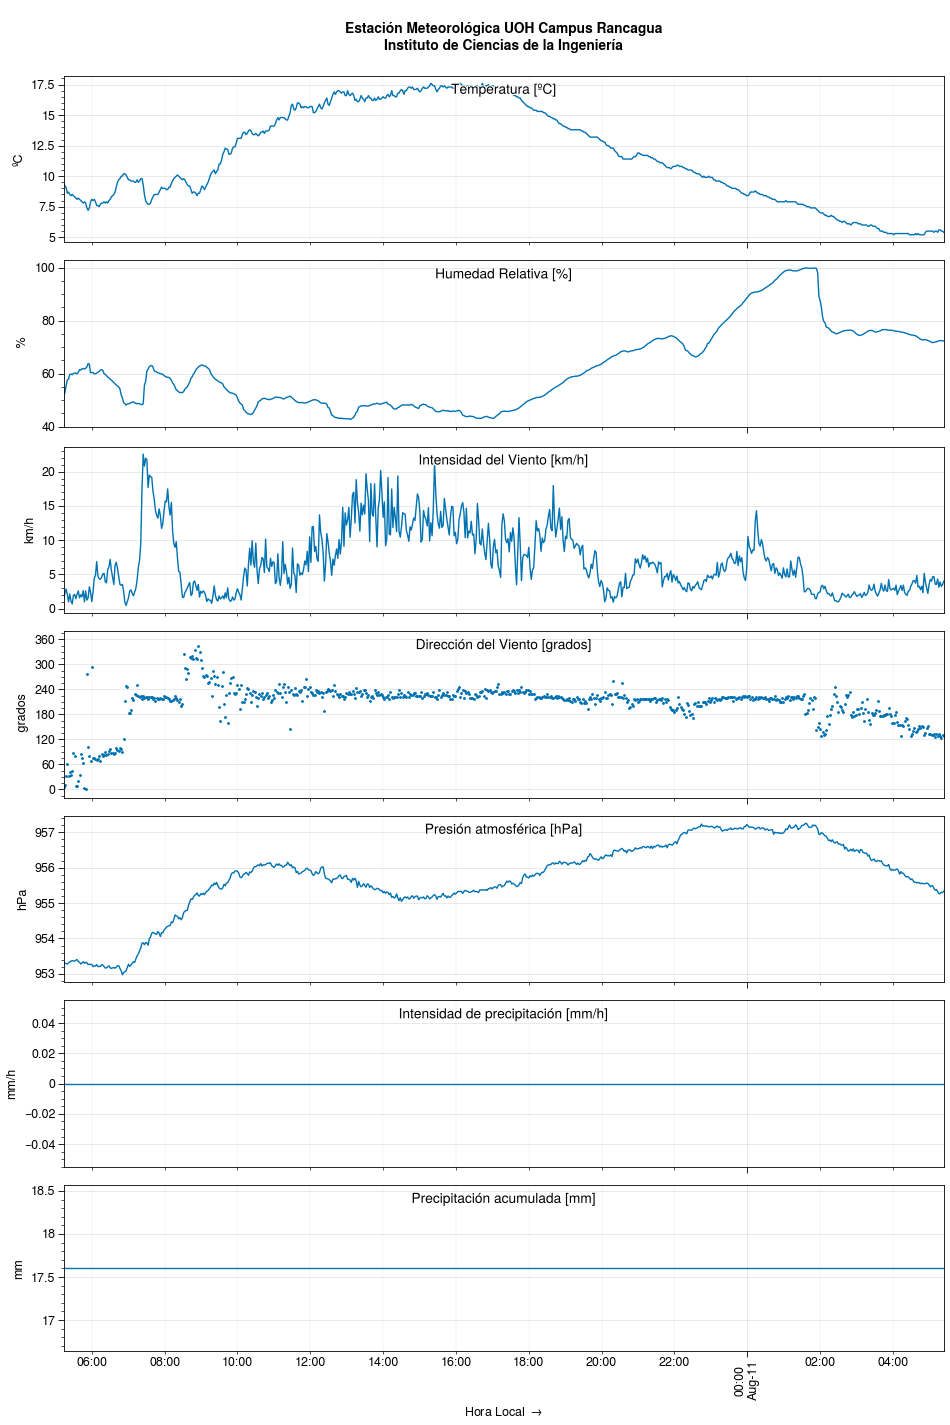 Estación Meteorológica UOH Campus Rancagua
Instituto de Ciencias de la Ingeniería
Temperatura [ºC]
ºC
17.5
15
12.5
10
7.5
5
Humedad Relativa [%]
%
100
80
60
40
Intensidad del Viento [km/h]
km/h
20
15
10
5
0
Dirección del Viento [grados]
grados
360
300
240
180
120
60
0
Presión atmosférica [hPa]
hPa
957
956
955
954
953
Intensidad de precipitación [mm/h]
mm/h
0.04
0.02
0
−0.02
−0.04
Precipitación acumulada [mm]
mm
18.5
18
17.5
17
06:00 08:00 10:00 12:00 14:00 16:00 18:00 20:00 22:00 00:00 02:00 04:00
Aug-11
Hora Local →